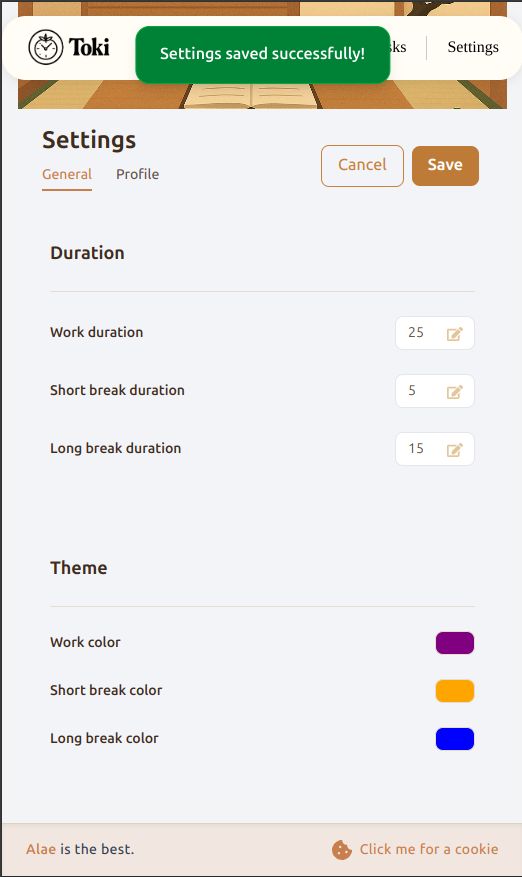 Toki
Settings saved successfully!
Settings
Settings
General
Profile
Cancel
Save
Duration
Work duration
25
Short break duration
5
Long break duration
15
Theme
Work color
Short break color
Long break color
Alae is the best.
Click me for a cookie